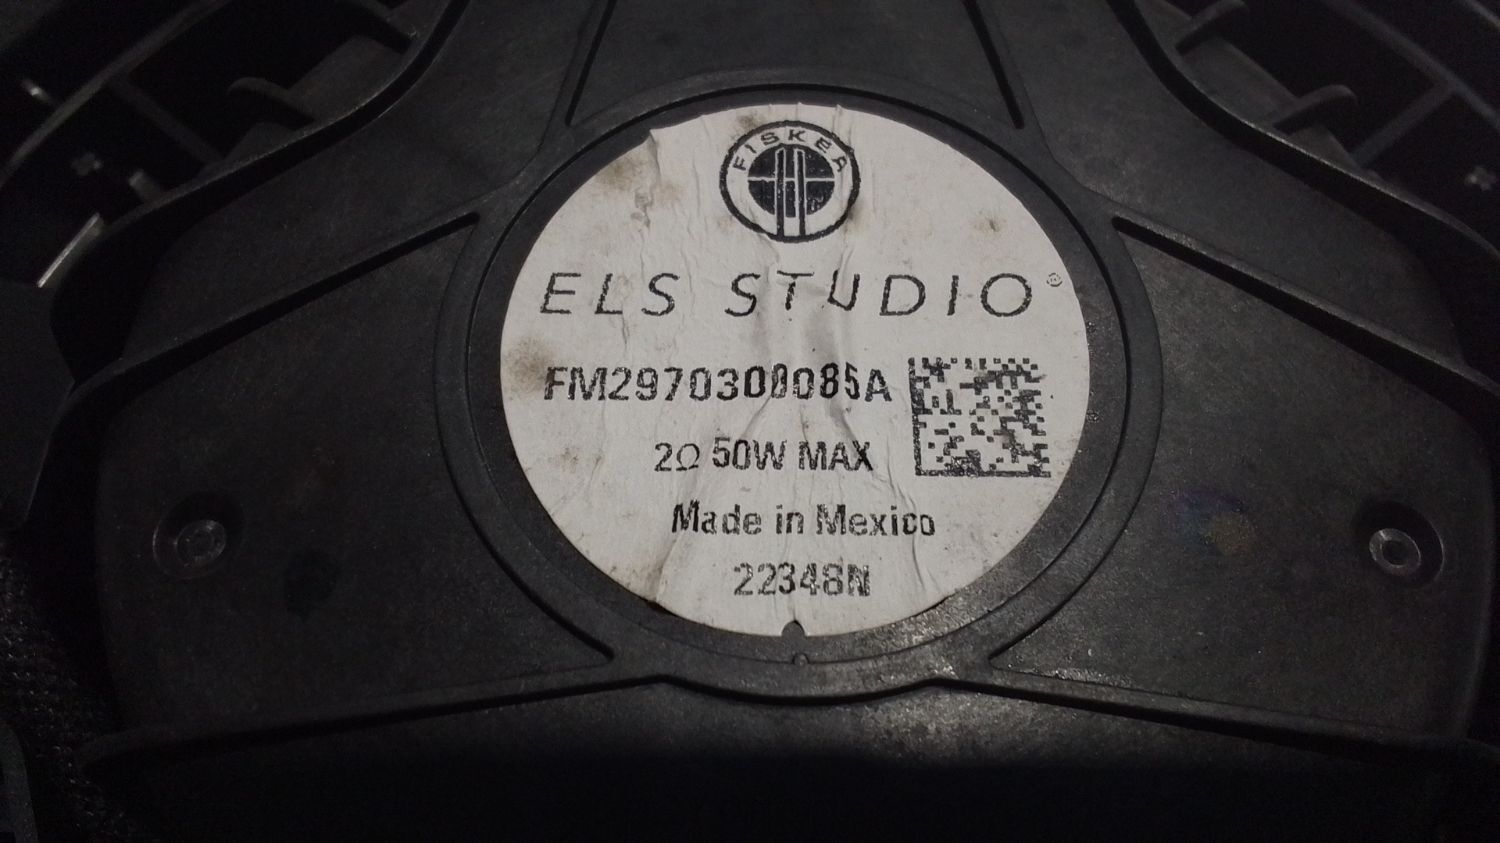 FISKER
ELS STUDIO®
FM2970300085A
2Ω 50W MAX
Made in Mexico
22348N